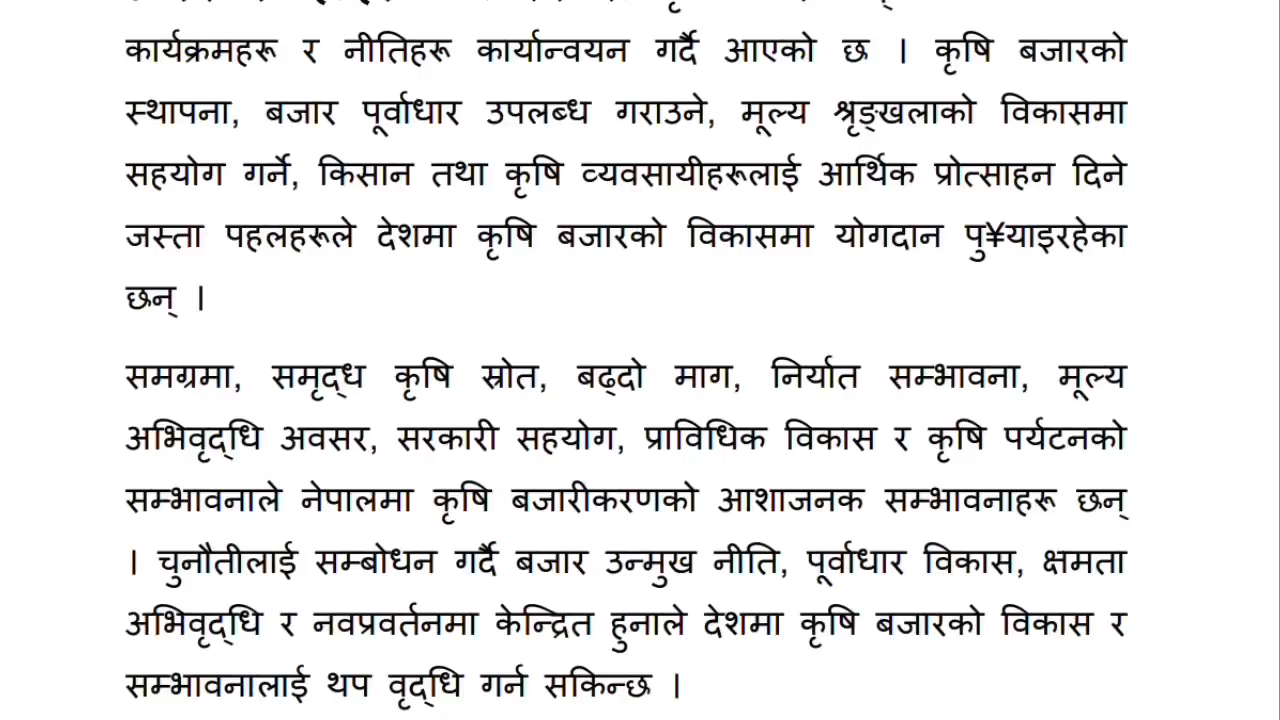 कार्यक्रमहरू र नीतिहरू कार्यान्वयन गर्दै आएको छ । कृषि बजारको
स्थापना, बजार पूर्वाधार उपलब्ध गराउने, मूल्य श्रृङ्खलाको विकासमा
सहयोग गर्ने, किसान तथा कृषि व्यवसायीहरूलाई आर्थिक प्रोत्साहन दिने
जस्ता पहलहरूले देशमा कृषि बजारको विकासमा योगदान पु¥याइरहेका
छन् ।
समग्रमा, समृद्ध कृषि स्रोत, बढ्दो माग, निर्यात सम्भावना, मूल्य
अभिवृद्धि अवसर, सरकारी सहयोग, प्राविधिक विकास र कृषि पर्यटनको
सम्भावनाले नेपालमा कृषि बजारीकरणको आशाजनक सम्भावनाहरू छन्
। चुनौतीलाई सम्बोधन गर्दै बजार उन्मुख नीति, पूर्वाधार विकास, क्षमता
अभिवृद्धि र नवप्रवर्तनमा केन्द्रित हुनाले देशमा कृषि बजारको विकास र
सम्भावनालाई थप वृद्धि गर्न सकिन्छ ।